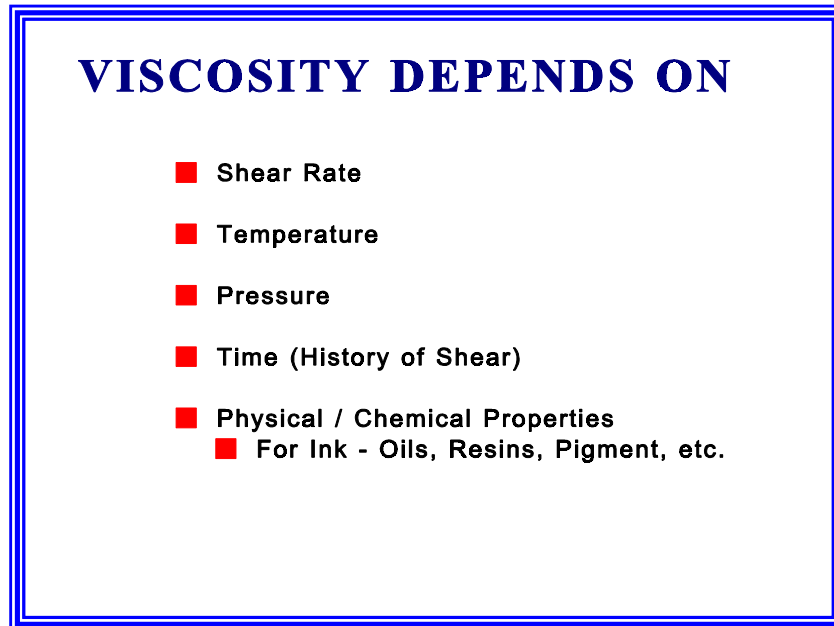 VISCOSITY DEPENDS ON
Shear Rate
Temperature
Pressure
Time (History of Shear)
Physical / Chemical Properties
For Ink - Oils, Resins, Pigment, etc.